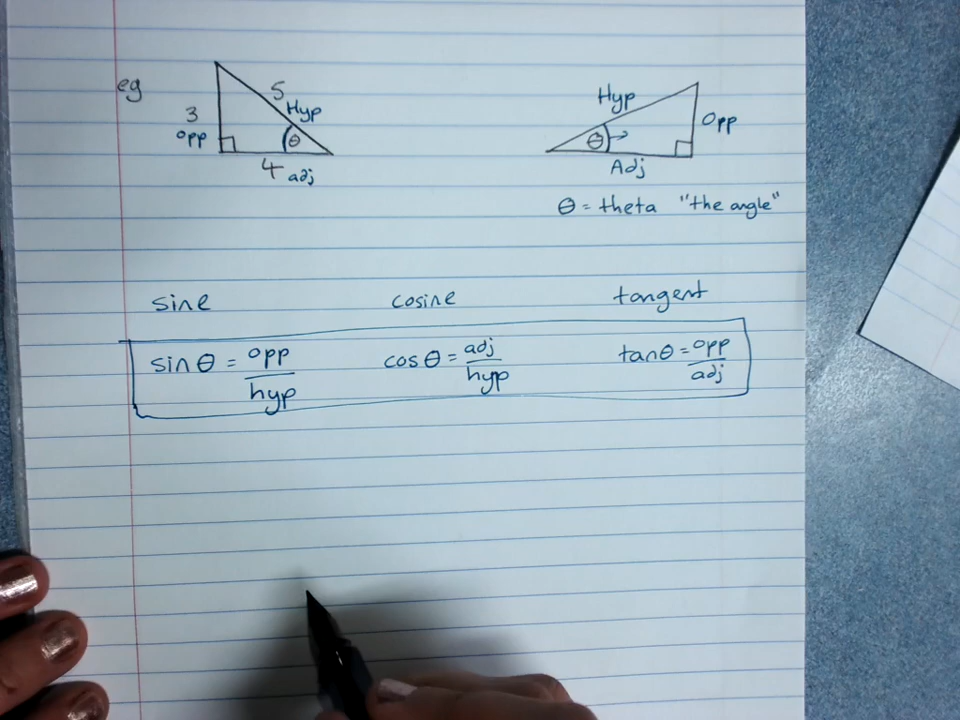 eg
5
Hyp
3
opp
θ
4 adj
Hyp
Opp
θ
Adj
θ = theta "the angle"
sine cosine tangent
sin θ = opp/hyp cos θ = adj/hyp tan θ = opp/adj